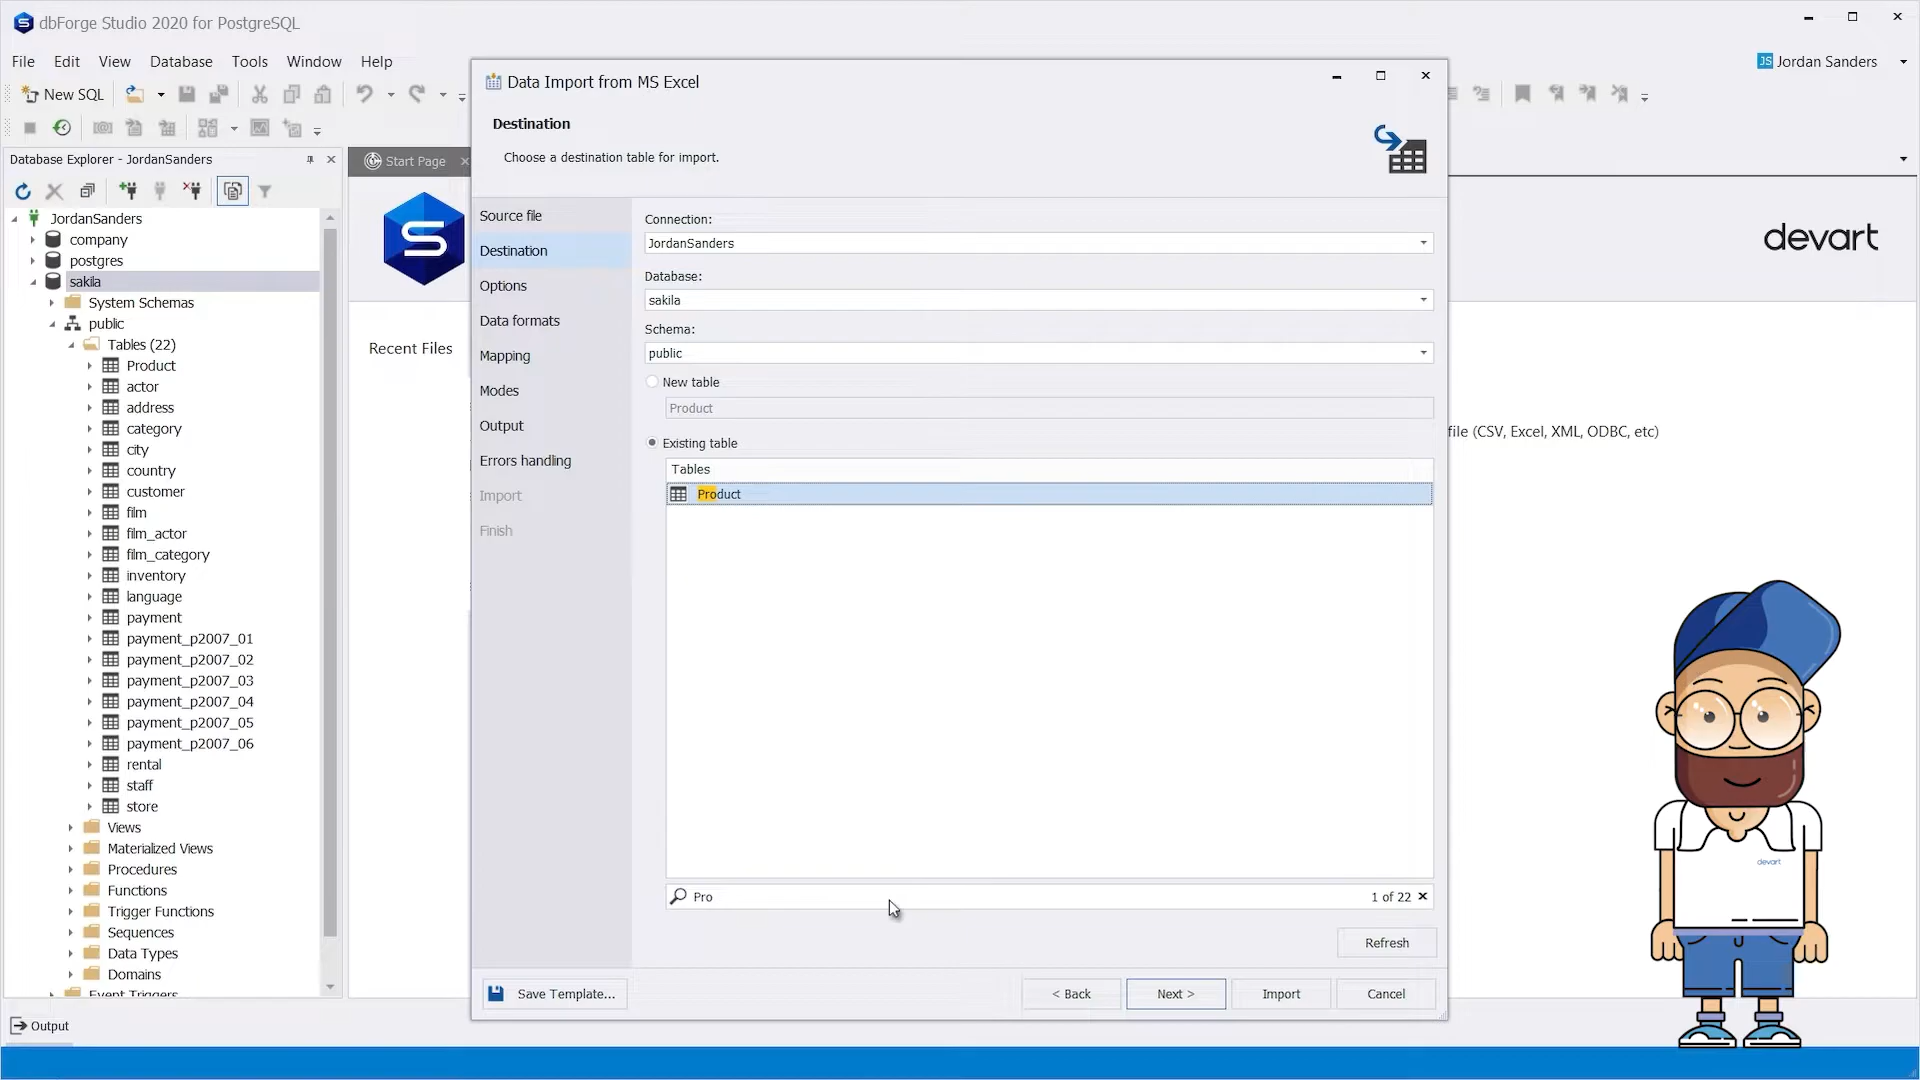 dbForge Studio 2020 for PostgreSQL
File Edit View Database Tools Window Help
JS Jordan Sanders
New SQL
Database Explorer - JordanSanders
JordanSanders
company
postgres
sakila
System Schemas
public
Tables (22)
Product
actor
address
category
city
country
customer
film
film_actor
film_category
inventory
language
payment
payment_p2007_01
payment_p2007_02
payment_p2007_03
payment_p2007_04
payment_p2007_05
payment_p2007_06
rental
staff
store
Views
Materialized Views
Procedures
Functions
Trigger Functions
Sequences
Data Types
Domains
Event Triggers
Output
Start Page
S
Recent Files
Data Import from MS Excel
Destination
Choose a destination table for import.
Source file
Destination
Options
Data formats
Mapping
Modes
Output
Errors handling
Import
Finish
Connection:
JordanSanders
Database:
sakila
Schema:
public
New table
Product
Existing table
Tables
Product
Pro 1 of 22
Refresh
Save Template... < Back Next > Import Cancel
devart
file (CSV, Excel, XML, ODBC, etc)
devart